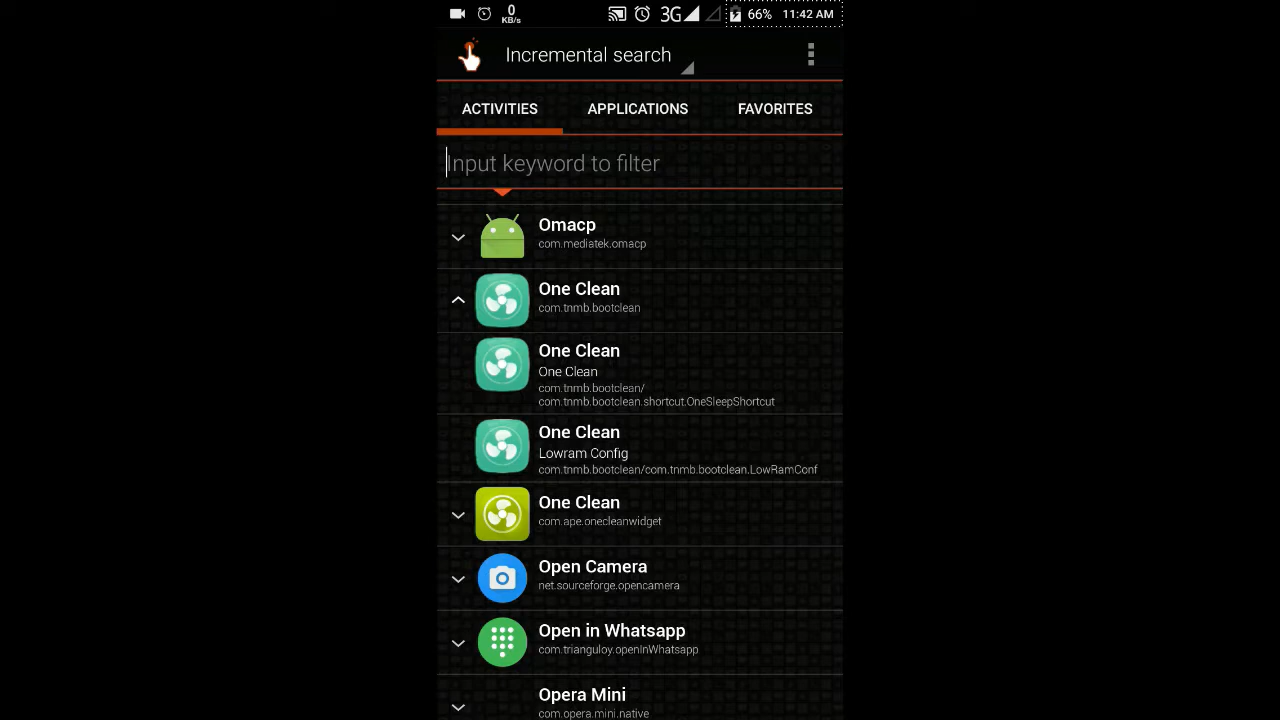 0
KB/s
3G
66%
11:42 AM
Incremental search
ACTIVITIES
APPLICATIONS
FAVORITES
Input keyword to filter
Omacp
com.mediatek.omacp
One Clean
com.tnmb.bootclean
One Clean
One Clean
com.tnmb.bootclean/
com.tnmb.bootclean.shortcut.OneSleepShortcut
One Clean
Lowram Config
com.tnmb.bootclean/com.tnmb.bootclean.LowRamConf
One Clean
com.ape.onecleanwidget
Open Camera
net.sourceforge.opencamera
Open in Whatsapp
com.trianguloy.openInWhatsapp
Opera Mini
com.opera.mini.native